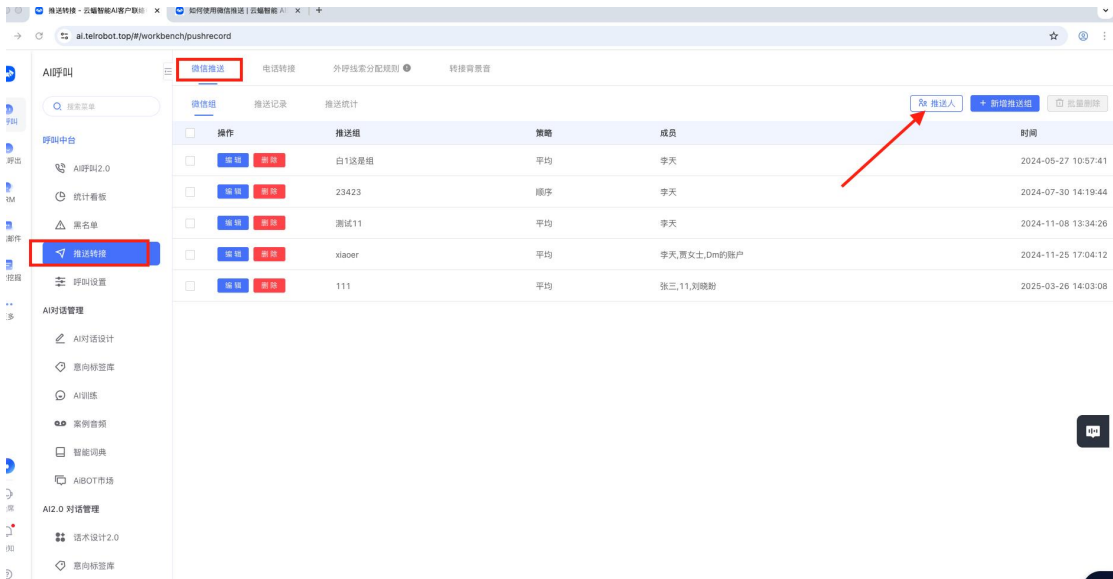 推送转接 - 云蝠智能AI客户联络
如何使用微信推送 | 云蝠智能 AI
ai.telrobot.top/#/workbench/pushrecord
AI呼叫
搜索菜单
呼叫中台
AI呼叫2.0
统计看板
黑名单
推送转接
呼叫设置
AI对话管理
AI对话设计
意向标签库
AI训练
案例音频
智能词典
AiBOT市场
AI2.0 对话管理
话术设计2.0
意向标签库
微信推送 电话转接 外呼线索分配规则 转接背景音
微信组 推送记录 推送统计 推送人 + 新增推送组 批量删除
操作 推送组 策略 成员 时间
编辑 删除 白1这是组 平均 李天 2024-05-27 10:57:41
编辑 删除 23423 顺序 李天 2024-07-30 14:19:44
编辑 删除 测试11 平均 李天 2024-11-08 13:34:26
编辑 删除 xiaoer 平均 李天,贾女士,Dm的账户 2024-11-25 17:04:12
编辑 删除 111 平均 张三,11,刘晓盼 2025-03-26 14:03:08